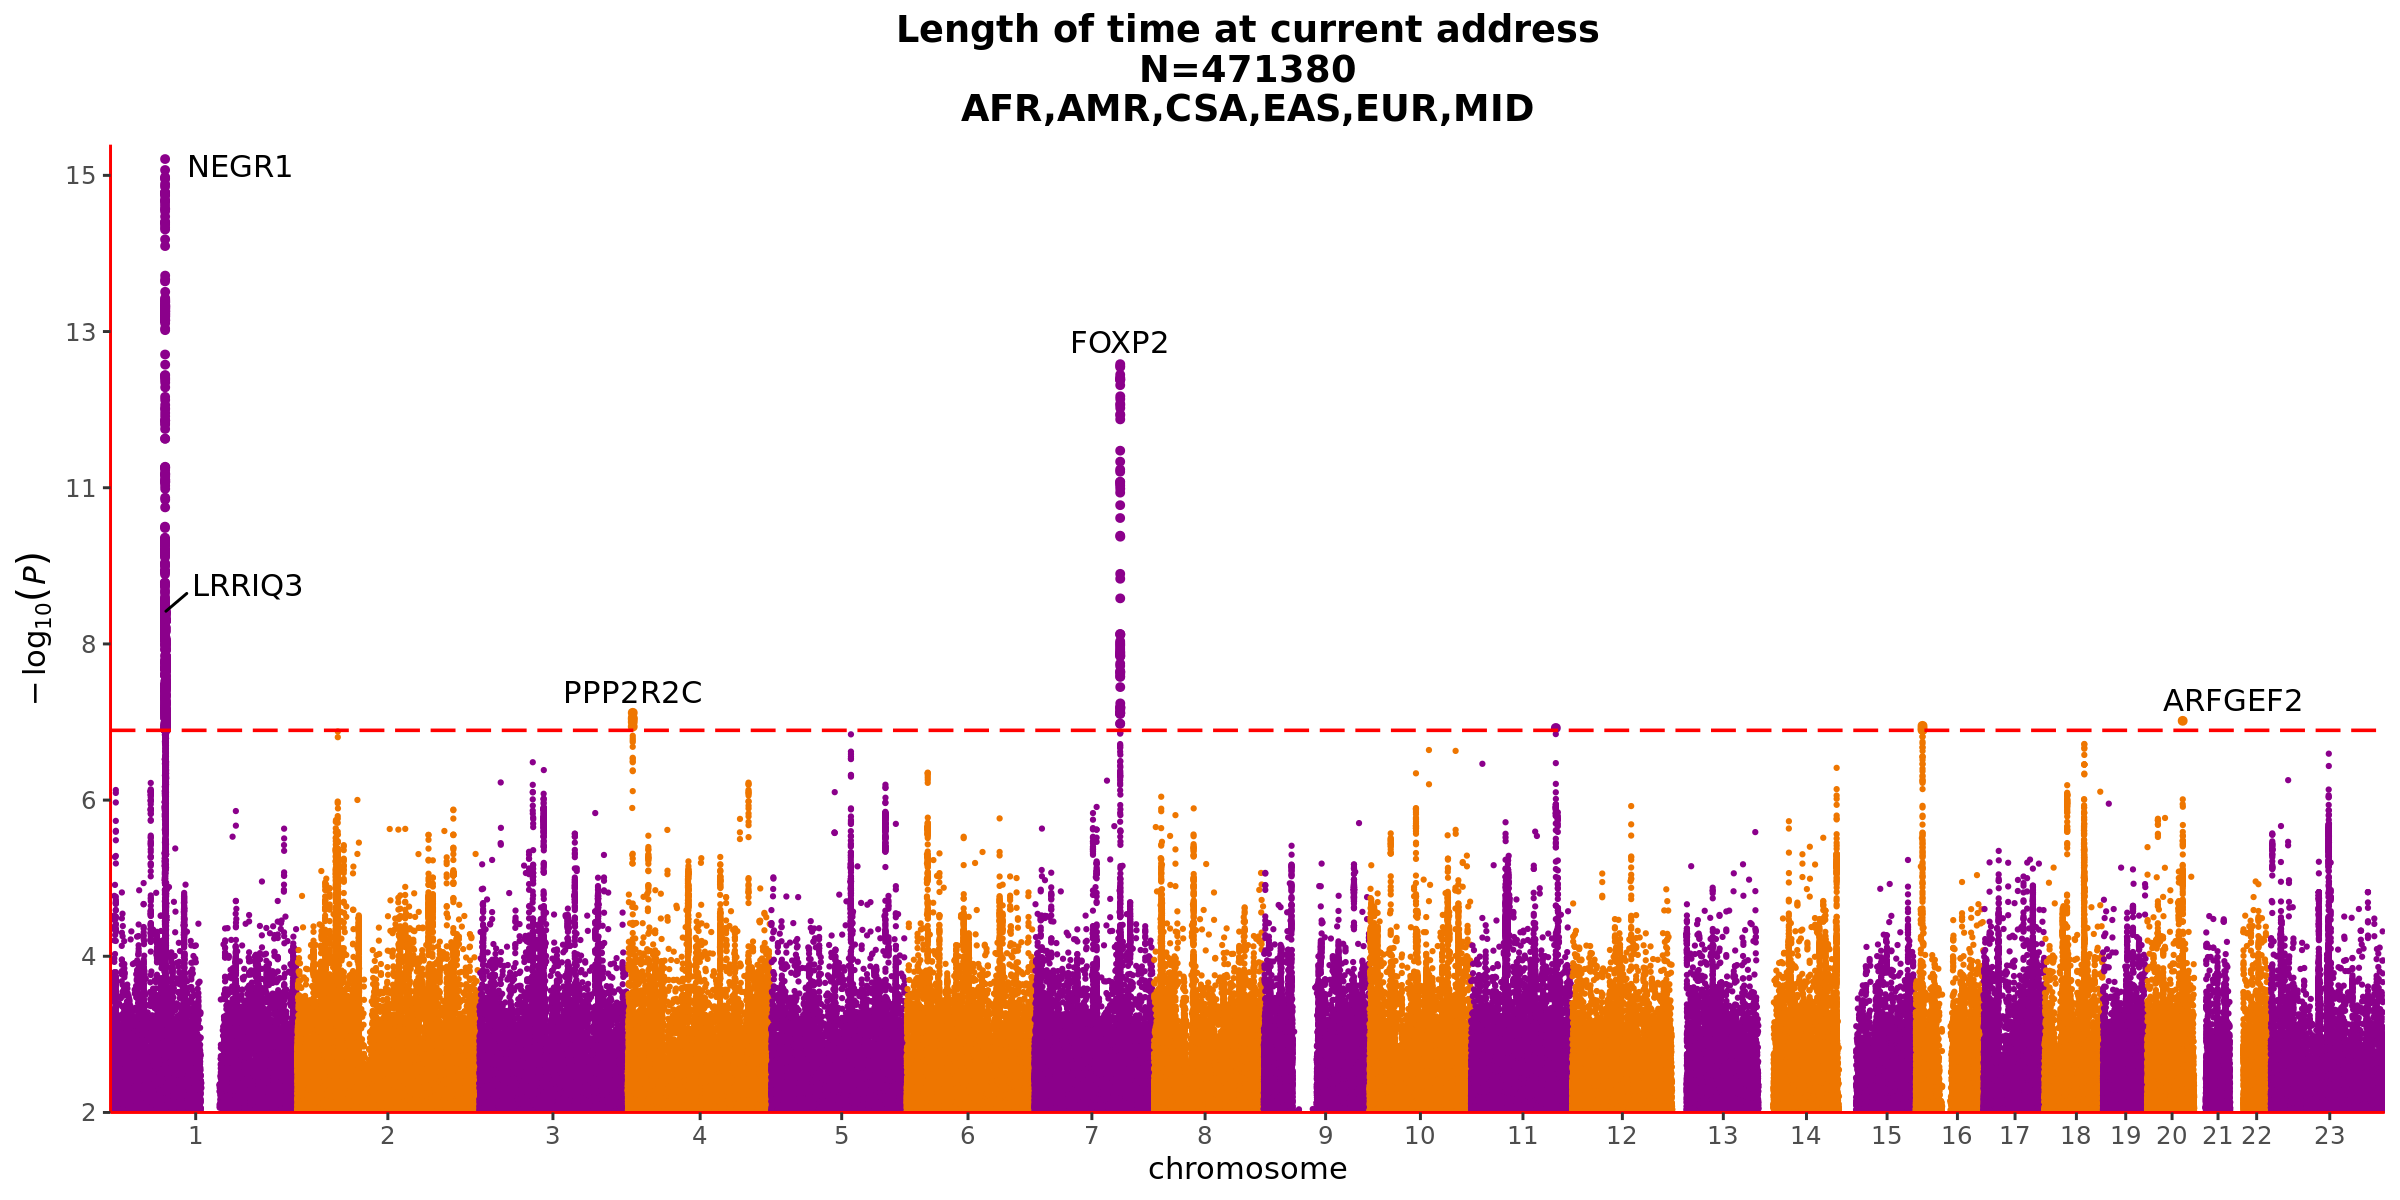 Length of time at current address
N=471380
AFR,AMR,CSA,EAS,EUR,MID
15
13
11
8
6
4
2
−log10(P)
NEGR1
LRRIQ3
PPP2R2C
FOXP2
ARFGEF2
1 2 3 4 5 6 7 8 9 10 11 12 13 14 15 16 17 18 19 20 21 22 23
chromosome